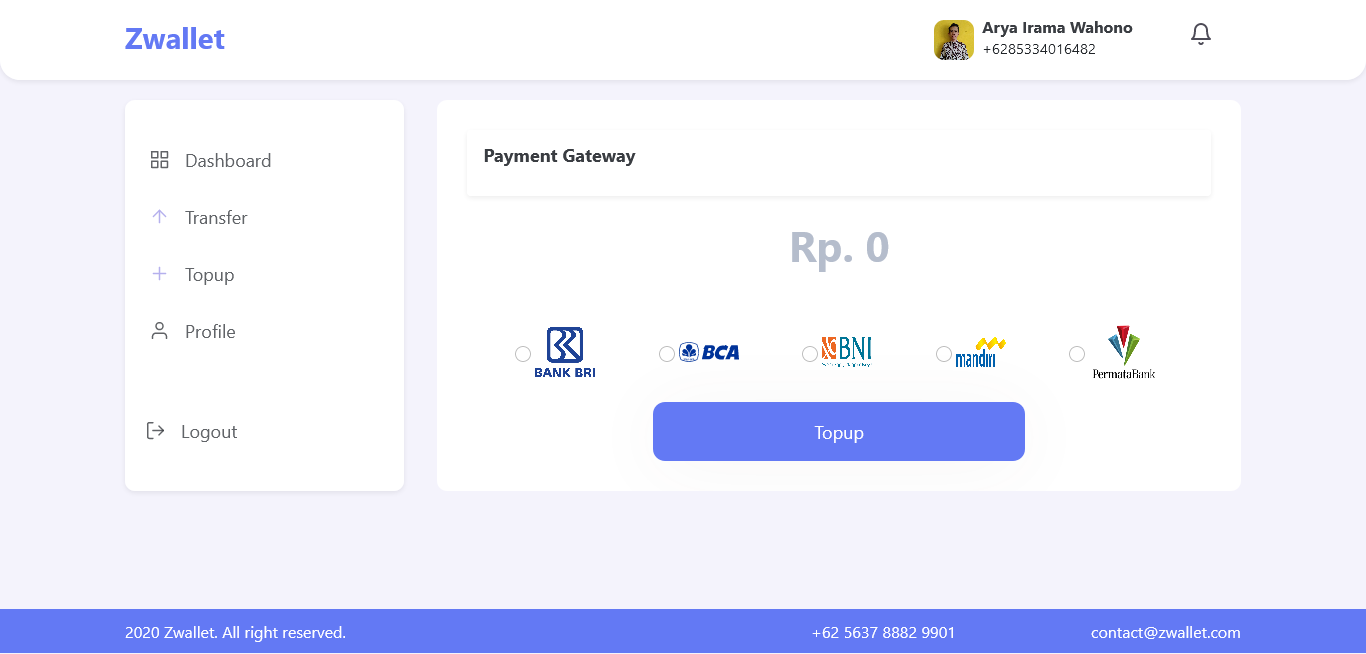 Zwallet
Arya Irama Wahono
+6285334016482
Dashboard
Transfer
Topup
Profile
Logout
Payment Gateway
Rp. 0
BANK BRI
BCA
BNI
mandiri
PermataBank
Topup
2020 Zwallet. All right reserved.
+62 5637 8882 9901
contact@zwallet.com